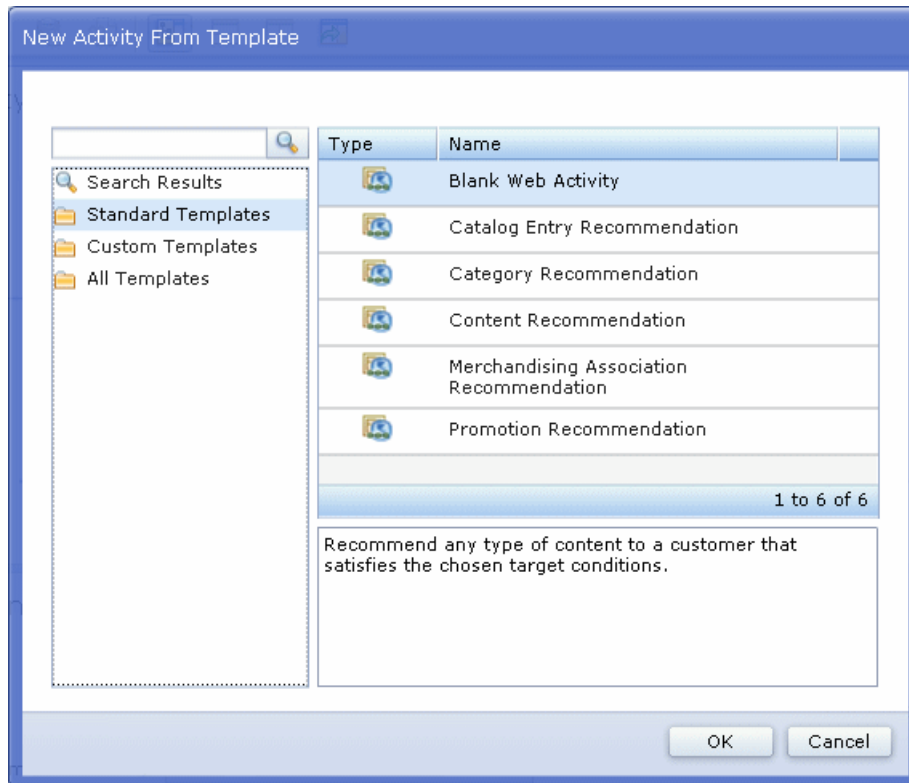 New Activity From Template
Type
Name
Search Results
Standard Templates
Custom Templates
All Templates
Blank Web Activity
Catalog Entry Recommendation
Category Recommendation
Content Recommendation
Merchandising Association
Recommendation
Promotion Recommendation
1 to 6 of 6
Recommend any type of content to a customer that
satisfies the chosen target conditions.
OK
Cancel